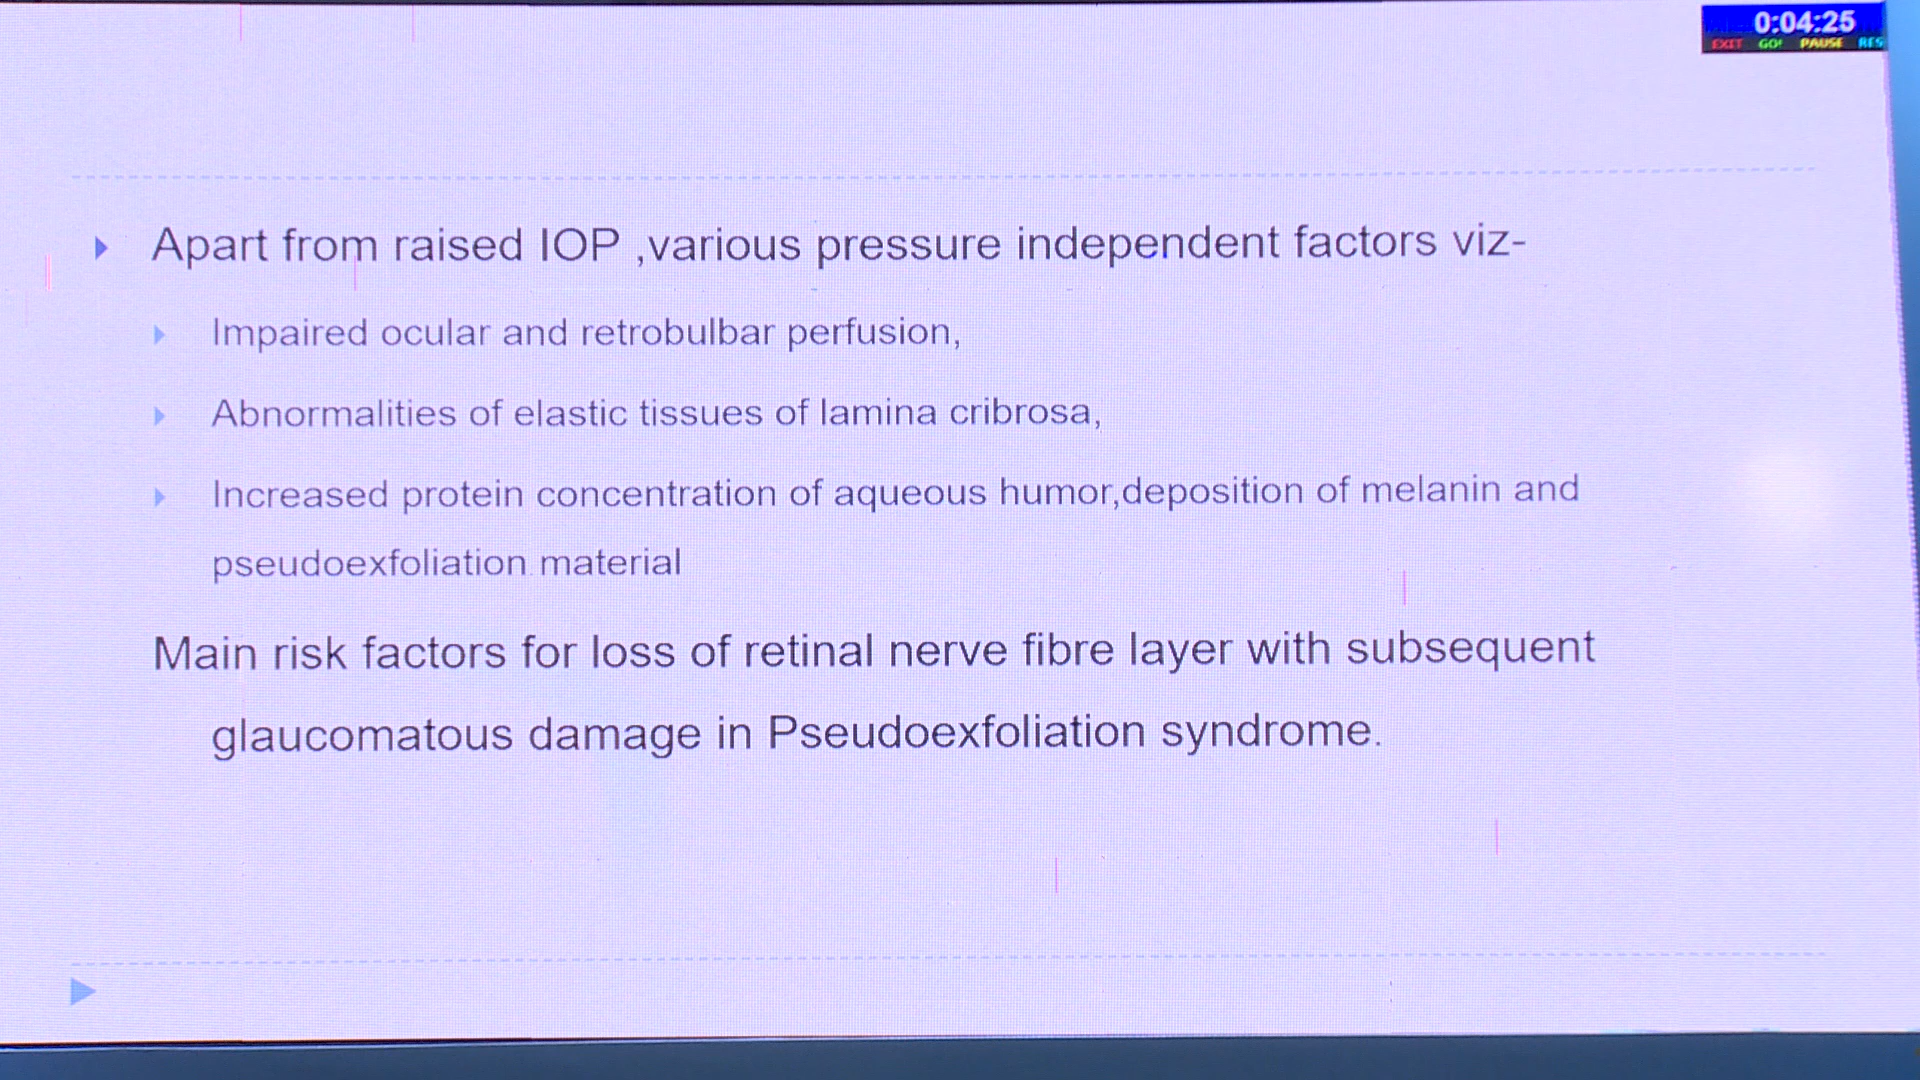 0:04:25
EXIT GO! PAUSE RES
Apart from raised IOP ,various pressure independent factors viz-
Impaired ocular and retrobulbar perfusion,
Abnormalities of elastic tissues of lamina cribrosa,
Increased protein concentration of aqueous humor,deposition of melanin and
pseudoexfoliation material
Main risk factors for loss of retinal nerve fibre layer with subsequent
glaucomatous damage in Pseudoexfoliation syndrome.